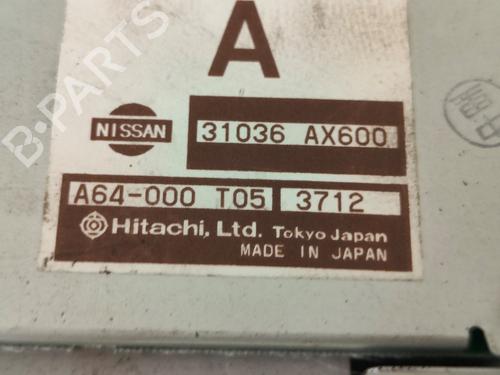 A
B-PARTS
NISSAN
31036 AX600
A64-000 T05 3712
Hitachi, Ltd. Tokyo Japan
MADE IN JAPAN